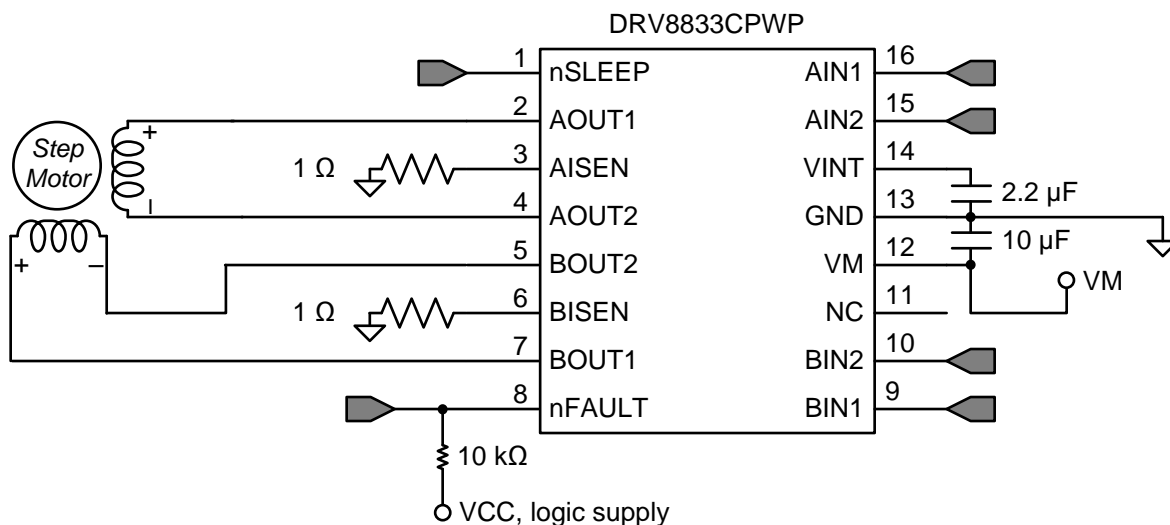 DRV8833CPWP
1 nSLEEP AIN1 16
2 AOUT1 AIN2 15
Step
Motor
+
–
1 Ω 3 AISEN VINT 14
2.2 µF
4 AOUT2 GND 13
10 µF
+ –
5 BOUT2 VM 12
VM
1 Ω 6 BISEN NC 11
7 BOUT1 BIN2 10
8 nFAULT BIN1 9
10 kΩ
VCC, logic supply